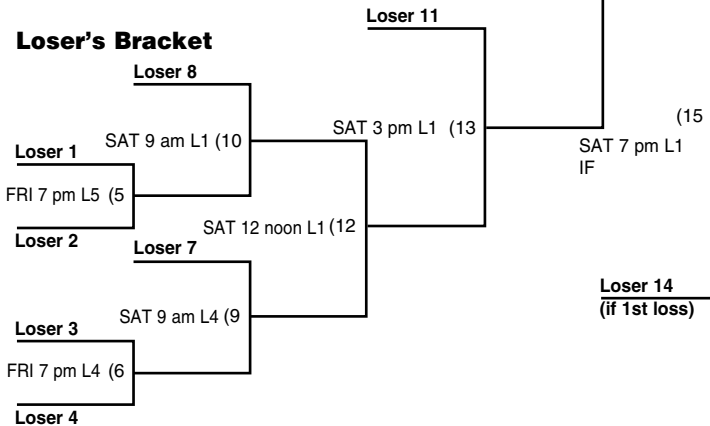 Loser 11
Loser's Bracket
Loser 8
(15
SAT 3 pm L1 (13
SAT 9 am L1 (10
SAT 7 pm L1
IF
Loser 1
FRI 7 pm L5 (5
SAT 12 noon L1 (12
Loser 2
Loser 7
Loser 14
(if 1st loss)
SAT 9 am L4 (9
Loser 3
FRI 7 pm L4 (6
Loser 4